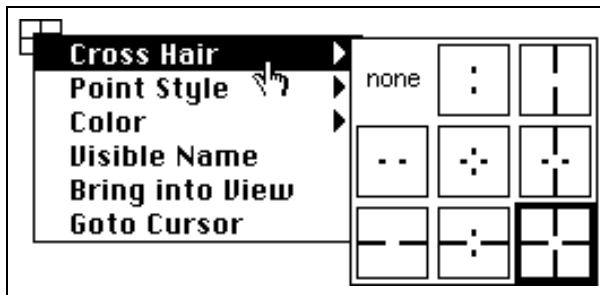 Cross Hair
Point Style
Color
Visible Name
Bring into View
Goto Cursor
none